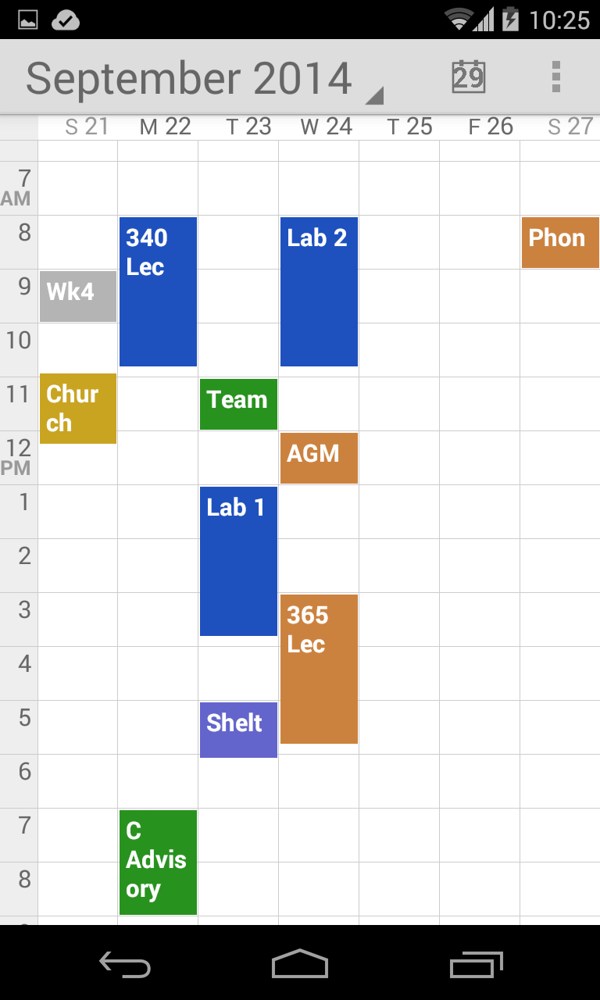 10:25
September 2014 29
S 21 M 22 T 23 W 24 T 25 F 26 S 27
7
AM
8
340
Lec
Lab 2
Phon
9
Wk4
10
11
Chur
ch
Team
12
PM
AGM
1
Lab 1
2
3
365
Lec
4
5
Shelt
6
7
C
Advis
ory
8